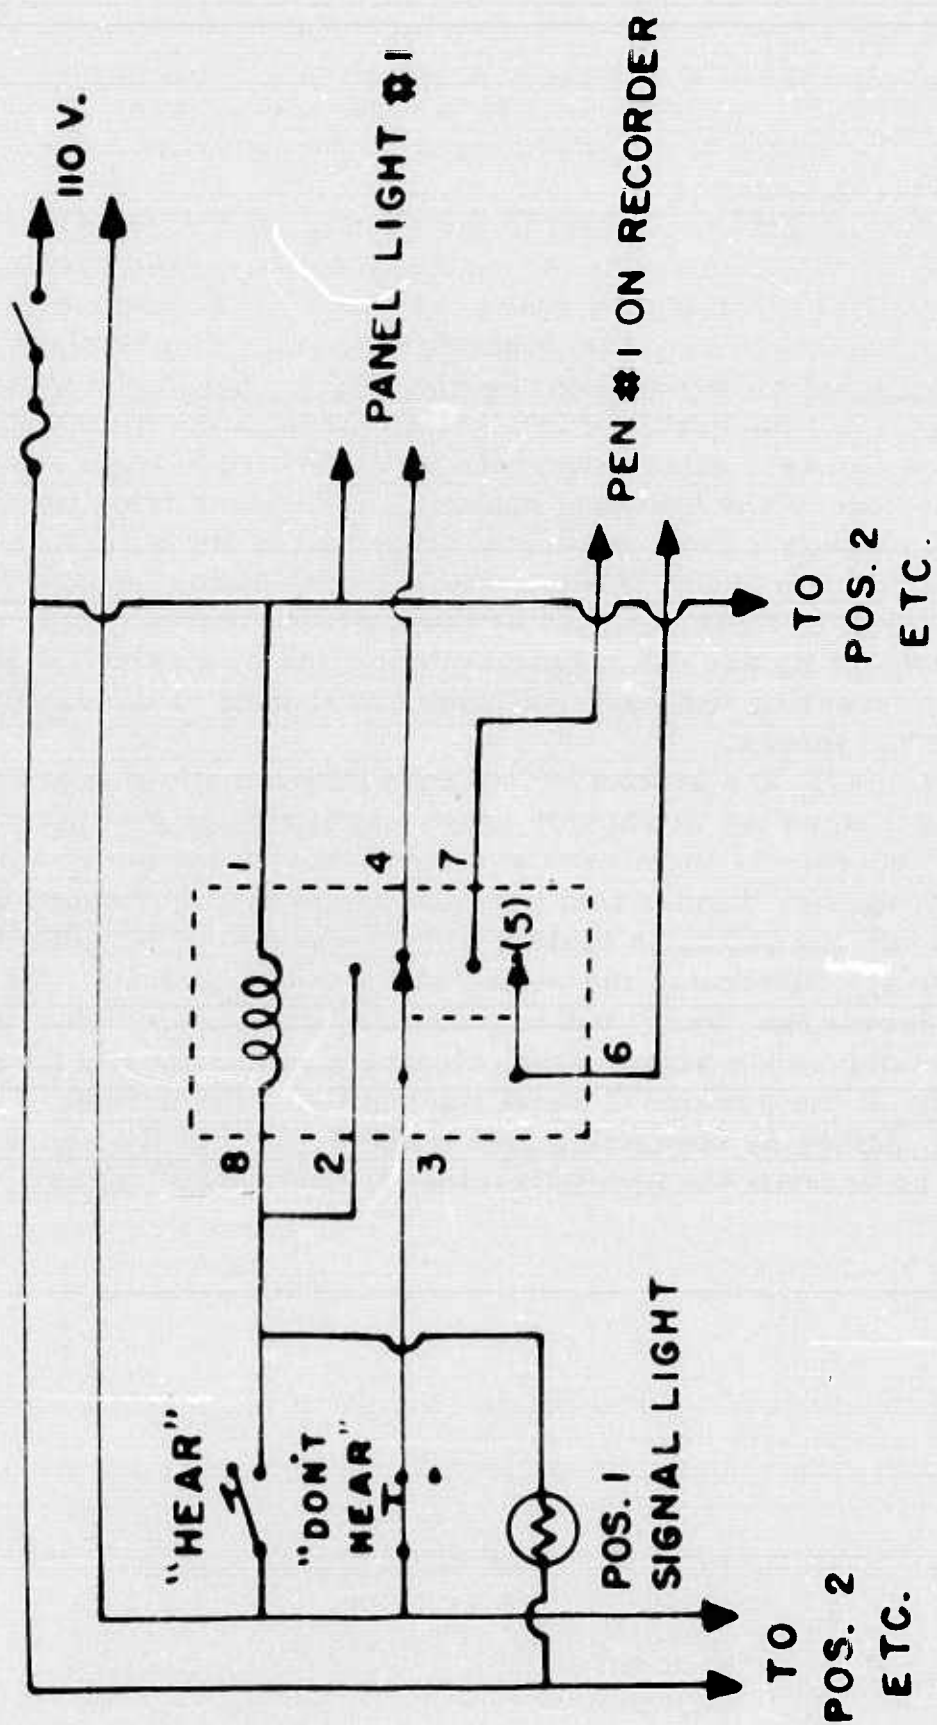 110 V.
PANEL LIGHT #1
PEN #1 ON RECORDER
TO
POS. 2
ETC.
1
4
7
(5)
6
8
2
3
"HEAR"
"DON'T
HEAR"
POS. 1
SIGNAL LIGHT
TO
POS. 2
ETC.